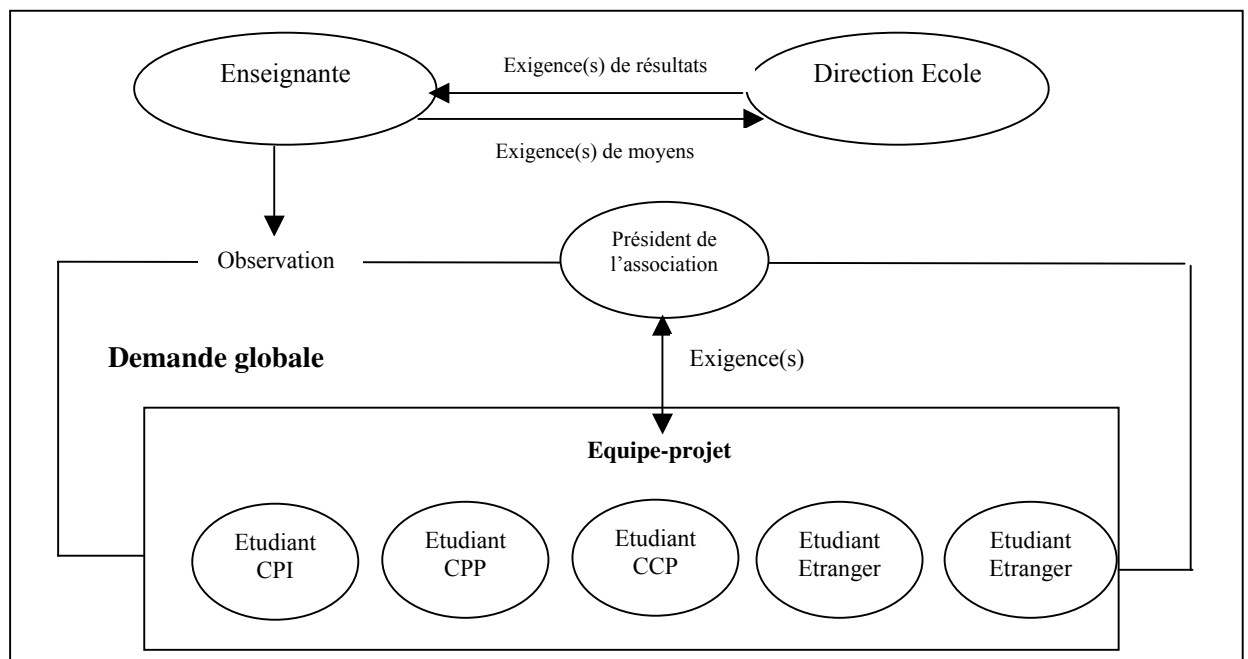 Enseignante
Exigence(s) de résultats
Direction Ecole
Exigence(s) de moyens
Observation
Président de
l'association
Demande globale
Exigence(s)
Equipe-projet
Etudiant
CPI
Etudiant
CPP
Etudiant
CCP
Etudiant
Etranger
Etudiant
Etranger